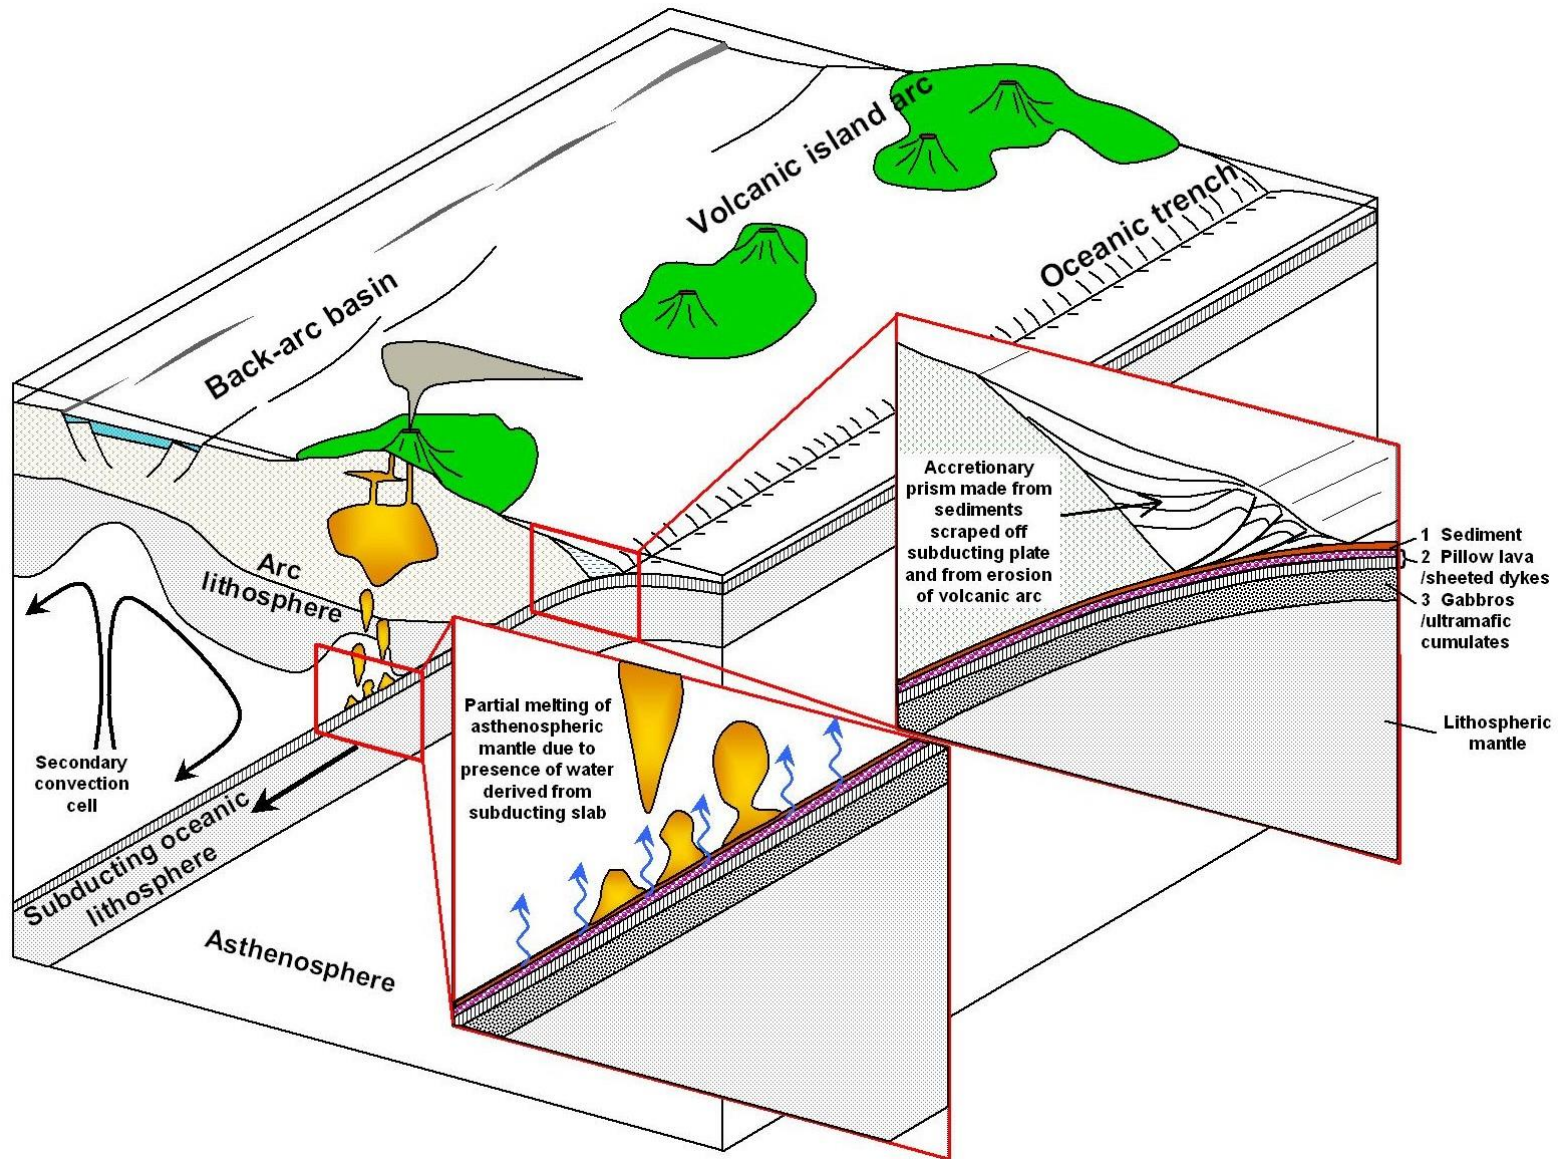 Volcanic island arc
Oceanic trench
Back-arc basin
Arc
lithosphere
Accretionary
prism made from
sediments
scraped off
subducting plate
and from erosion
of volcanic arc
1 Sediment
2 Pillow lava
/sheeted dykes
3 Gabbros
/ultramafic
cumulates
Lithospheric
mantle
Partial melting of
asthenospheric
mantle due to
presence of water
derived from
subducting slab
Secondary
convection
cell
Subducting oceanic
lithosphere
Asthenosphere